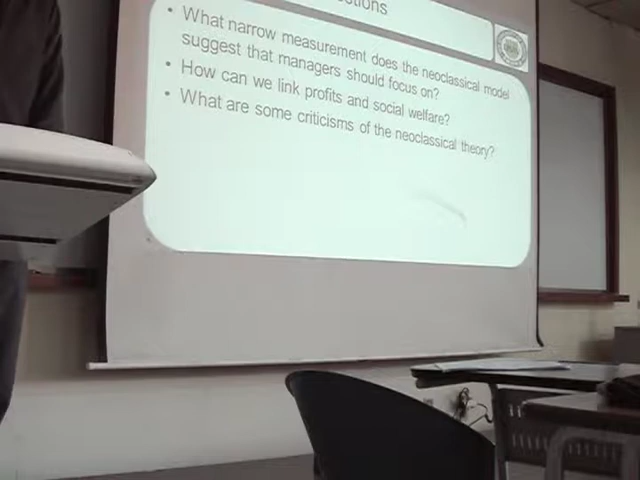 • What narrow measurement does the neoclassical model
suggest that managers should focus on?
• How can we link profits and social welfare?
• What are some criticisms of the neoclassical theory?